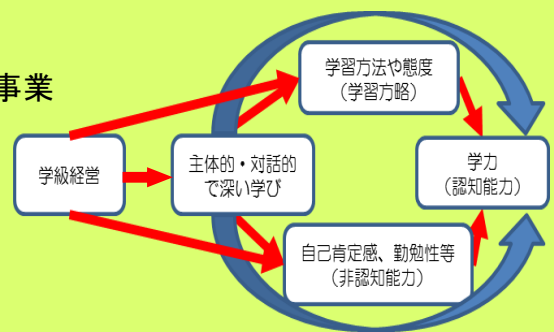 事業
学習方法や態度
（学習方略）
学級経営
主体的・対話的
で深い学び
学力
（認知能力）
自己肯定感、勤勉性等
（非認知能力）